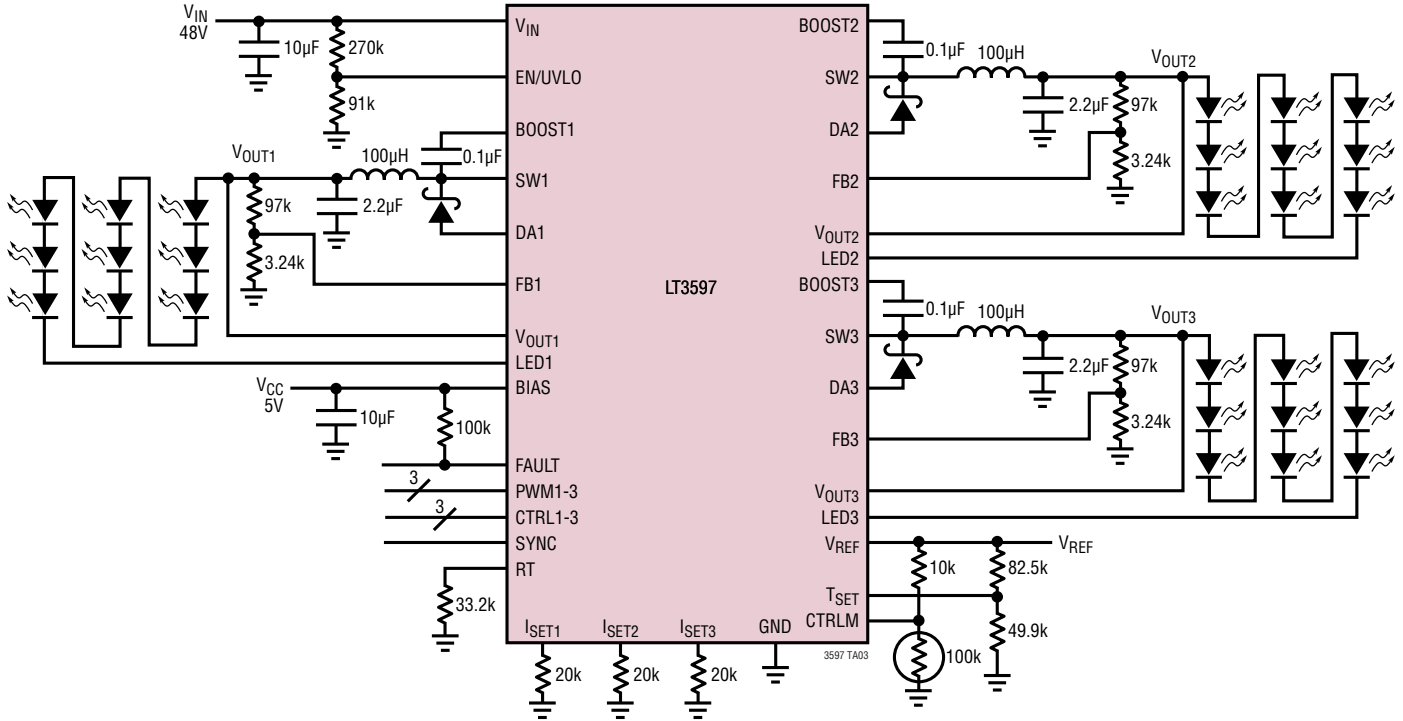 VIN
48V
10µF
270k
91k
VIN
EN/UVLO
BOOST1
SW1
DA1
FB1
VOUT1
LED1
BIAS
FAULT
PWM1-3
CTRL1-3
SYNC
RT
VOUT1
100µH
0.1µF
97k
2.2µF
3.24k
VCC
5V
10µF
100k
3
3
33.2k
ISET1
ISET2
ISET3
GND
20k
20k
20k
LT3597
3597 TA03
BOOST2
SW2
DA2
FB2
VOUT2
LED2
BOOST3
SW3
DA3
FB3
VOUT3
LED3
VREF
TSET
CTRLM
0.1µF
100µH
VOUT2
2.2µF
97k
3.24k
0.1µF
100µH
VOUT3
2.2µF
97k
3.24k
VREF
10k
82.5k
49.9k
100k